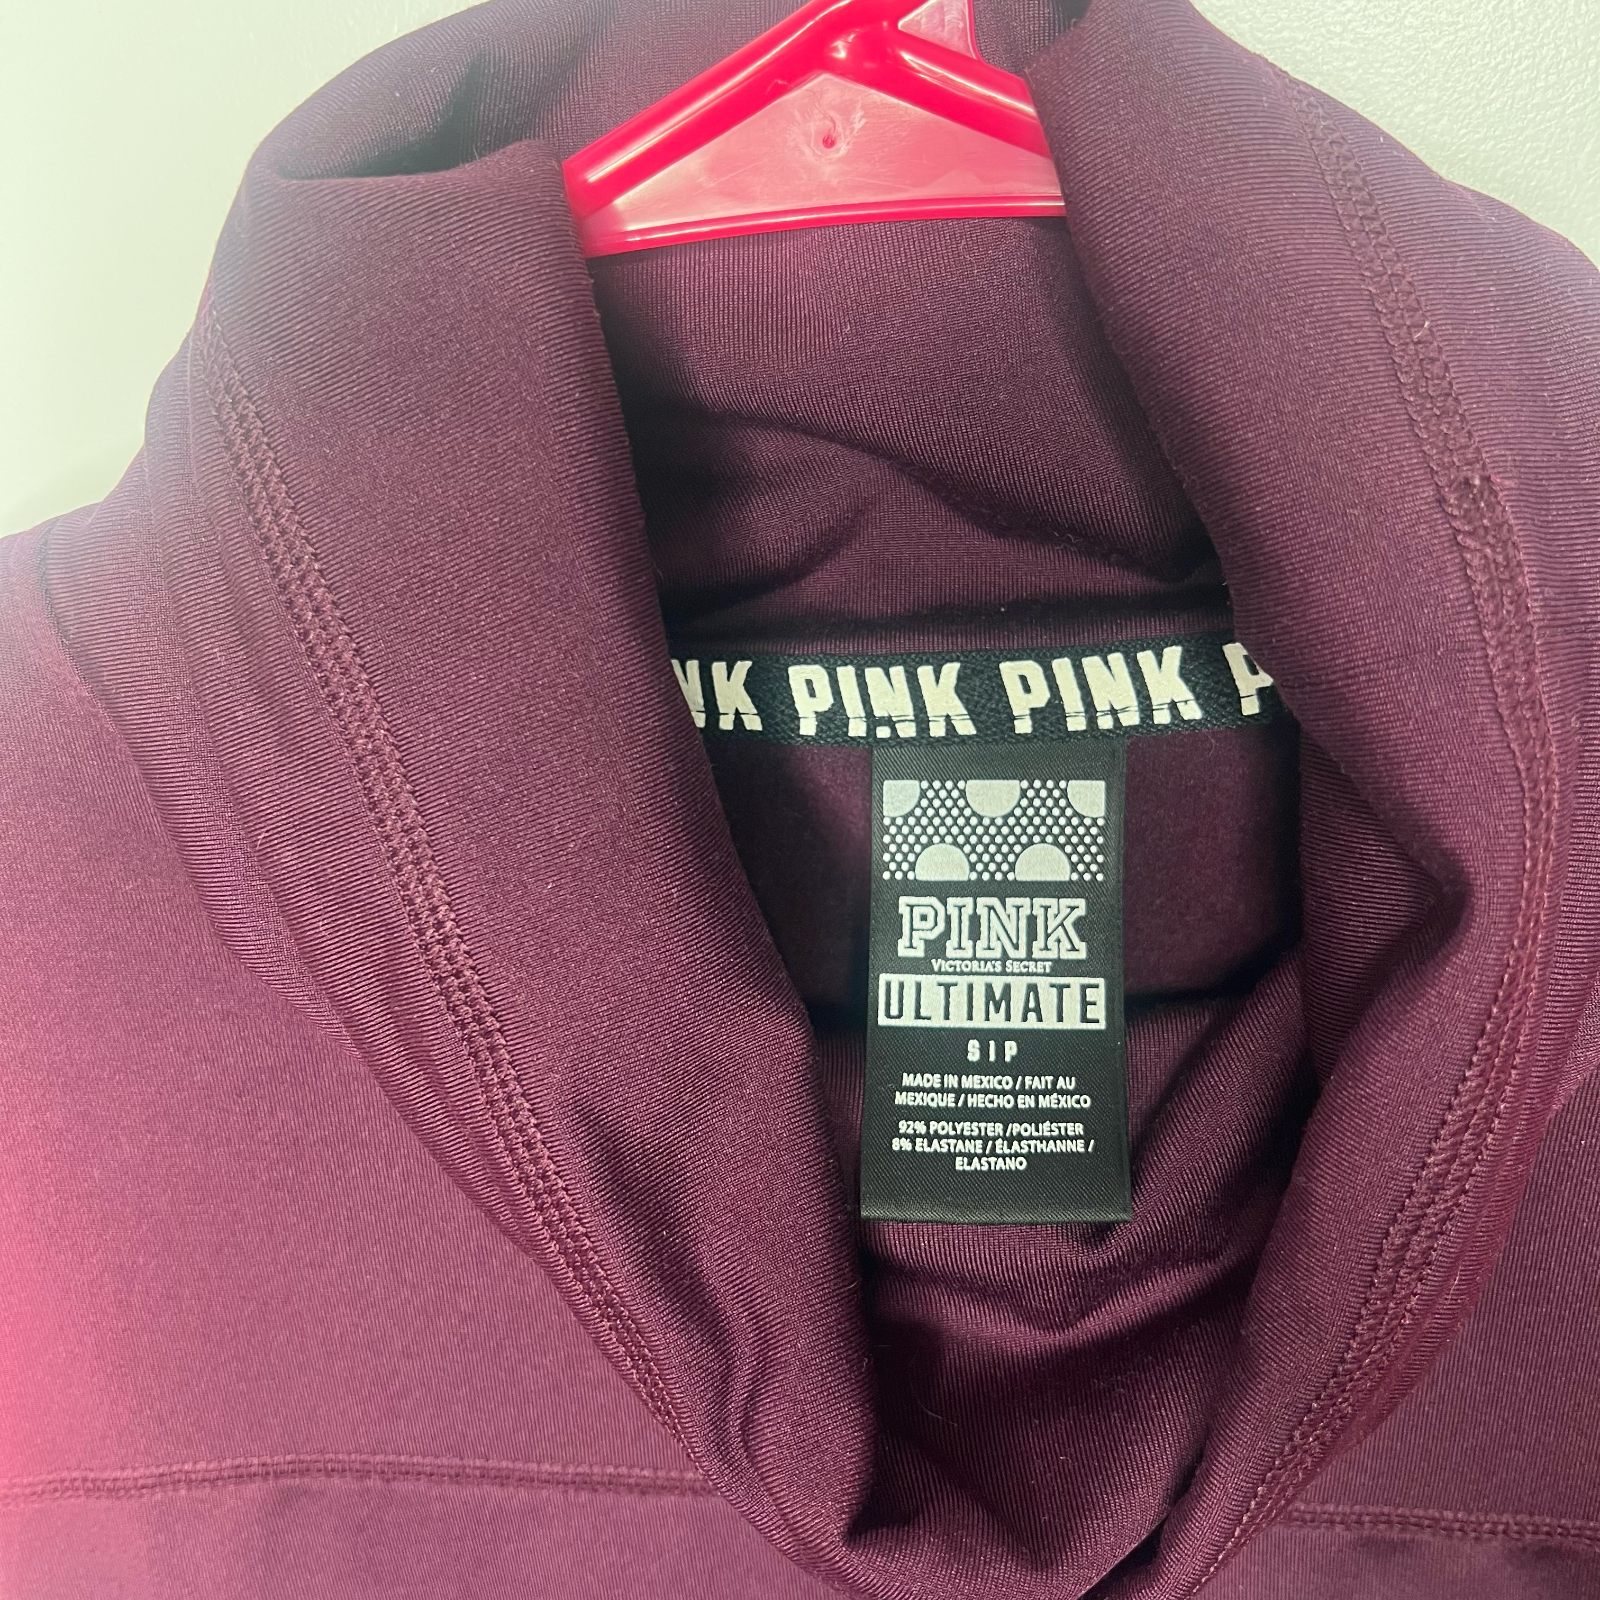 NK PINK PINK P
PINK
VICTORIA'S SECRET
ULTIMATE
S | P
MADE IN MEXICO / FAIT AU
MEXIQUE / HECHO EN MÉXICO
92% POLYESTER /POLIÉSTER
8% ELASTANE / ÉLASTHANNE /
ELASTANO